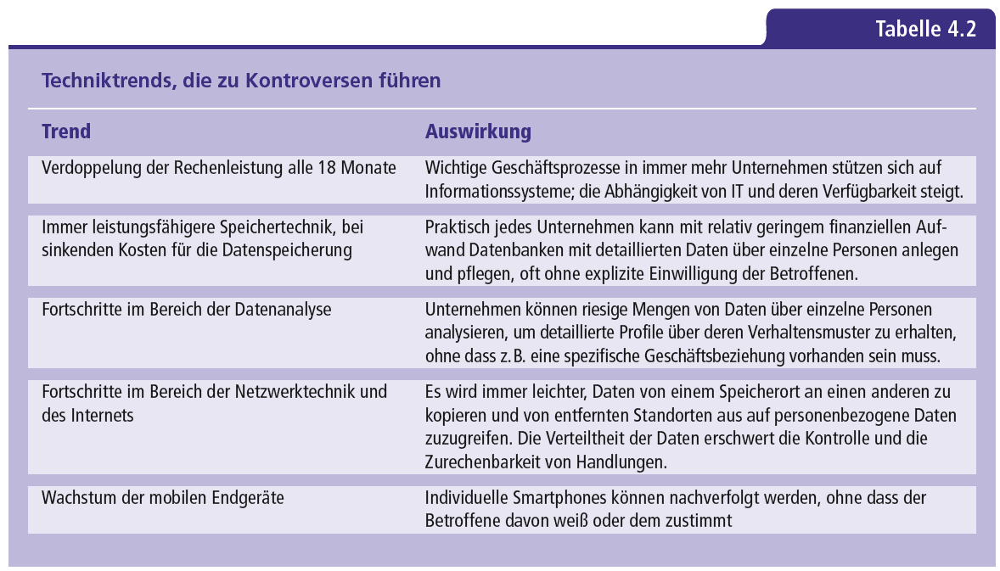 Tabelle 4.2
Techniktrends, die zu Kontroversen führen
Trend
Auswirkung
Verdoppelung der Rechenleistung alle 18 Monate
Wichtige Geschäftsprozesse in immer mehr Unternehmen stützen sich auf
Informationssysteme; die Abhängigkeit von IT und deren Verfügbarkeit steigt.
Immer leistungsfähigere Speichertechnik, bei
sinkenden Kosten für die Datenspeicherung
Praktisch jedes Unternehmen kann mit relativ geringem finanziellen Auf-
wand Datenbanken mit detaillierten Daten über einzelne Personen anlegen
und pflegen, oft ohne explizite Einwilligung der Betroffenen.
Fortschritte im Bereich der Datenanalyse
Unternehmen können riesige Mengen von Daten über einzelne Personen
analysieren, um detaillierte Profile über deren Verhaltensmuster zu erhalten,
ohne dass z.B. eine spezifische Geschäftsbeziehung vorhanden sein muss.
Fortschritte im Bereich der Netzwerktechnik und
des Internets
Es wird immer leichter, Daten von einem Speicherort an einen anderen zu
kopieren und von entfernten Standorten aus auf personenbezogene Daten
zuzugreifen. Die Verteiltheit der Daten erschwert die Kontrolle und die
Zurechenbarkeit von Handlungen.
Wachstum der mobilen Endgeräte
Individuelle Smartphones können nachverfolgt werden, ohne dass der
Betroffene davon weiß oder dem zustimmt